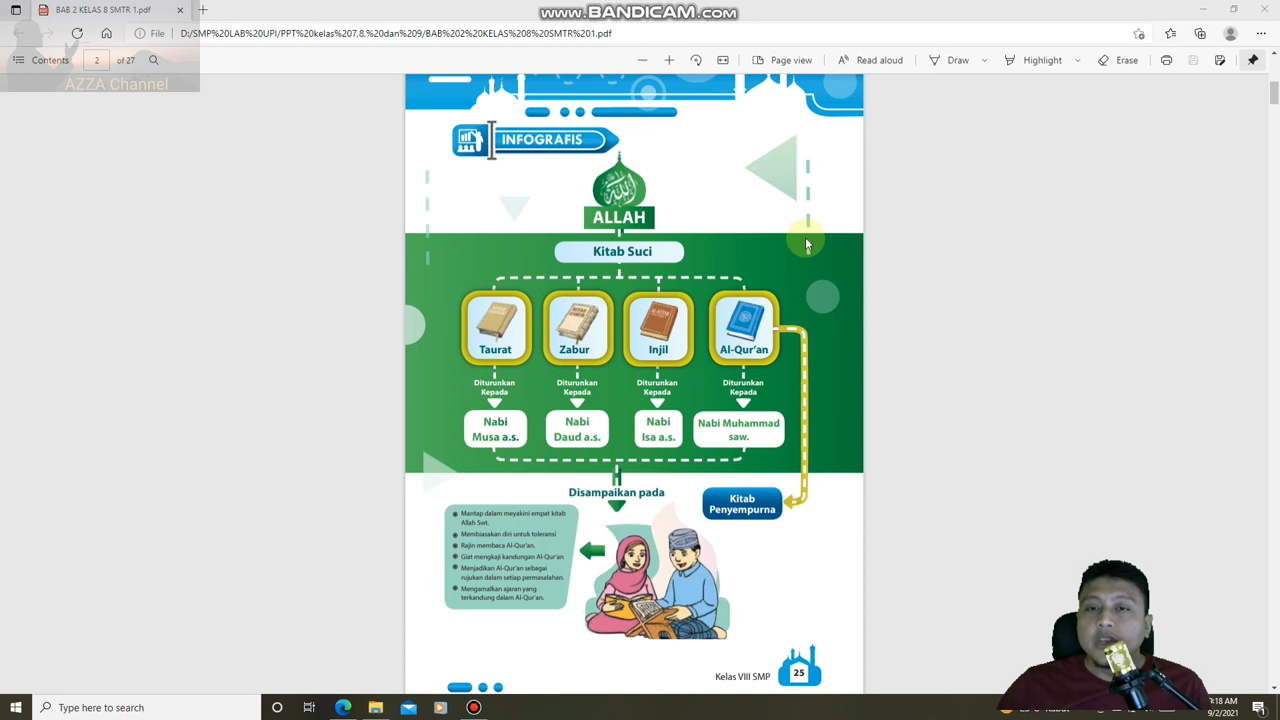 BAB 2 KELAS 8 SMTR 1.pdf
www.BANDICAM.com
File
D:/SMP%20LAB%20UPI/PPT%20kelas%207,8.%20dan%209/BAB%202%20KELAS%208%20SMTR%201.pdf
Contents 2 of 27
Page view
Read aloud
Draw
Highlight
Erase
AZZA Channel
INFOGRAFIS
ALLAH
Kitab Suci
Taurat Zabur Injil Al-Qur'an
Diturunkan Diturunkan Diturunkan Diturunkan
Kepada Kepada Kepada Kepada
Nabi Nabi Nabi Nabi Muhammad
Musa a.s. Daud a.s. Isa a.s. saw.
Disampaikan pada
Kitab
Penyempurna
Mantap dalam meyakini empat kitab
Allah Swt.
Membiasakan diri untuk toleransi
Rajin membaca Al-Qur'an.
Giat mengkaji kandungan Al-Qur'an
Menjadikan Al-Qur'an sebagai
rujukan dalam setiap permasalahan.
Mengamalkan ajaran yang
terkandung dalam Al-Qur'an.
Kelas VIII SMP 25
Type here to search
:18 AM
9/2/2021